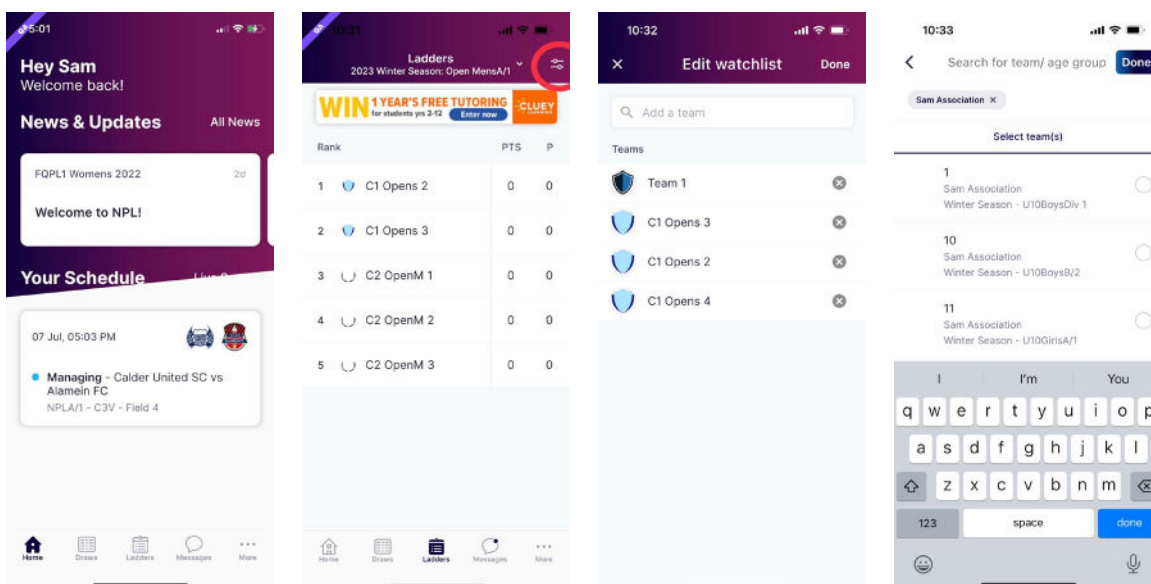 5:01
Hey Sam
Welcome back!
News & Updates
All News
FQPL1 Womens 2022
2d
Welcome to NPL!
Your Schedule
07 Jul, 05:03 PM
Managing - Calder United SC vs
Alamein FC
NPLA/1 - C3V - Field 4
Home
Draws
Ladders
Messages
More
10:31
Ladders
2023 Winter Season: Open MensA/1
WIN 1 YEAR'S FREE TUTORING
for students yrs 2-12
Enter now
CLUEY
Rank PTS P
1 C1 Opens 2 0 0
2 C1 Opens 3 0 0
3 C2 OpenM 1 0 0
4 C2 OpenM 2 0 0
5 C2 OpenM 3 0 0
Home
Draws
Ladders
Messages
More
10:32
× Edit watchlist Done
Add a team
Teams
Team 1
C1 Opens 3
C1 Opens 2
C1 Opens 4
10:33
Search for team/ age group
Done
Sam Association ×
Select team(s)
1
Sam Association
Winter Season - U10BoysDiv 1
10
Sam Association
Winter Season - U10BoysB/2
11
Sam Association
Winter Season - U10GirlsA/1
I I'm You
q w e r t y u i o p
a s d f g h j k l
z x c v b n m
123 space done